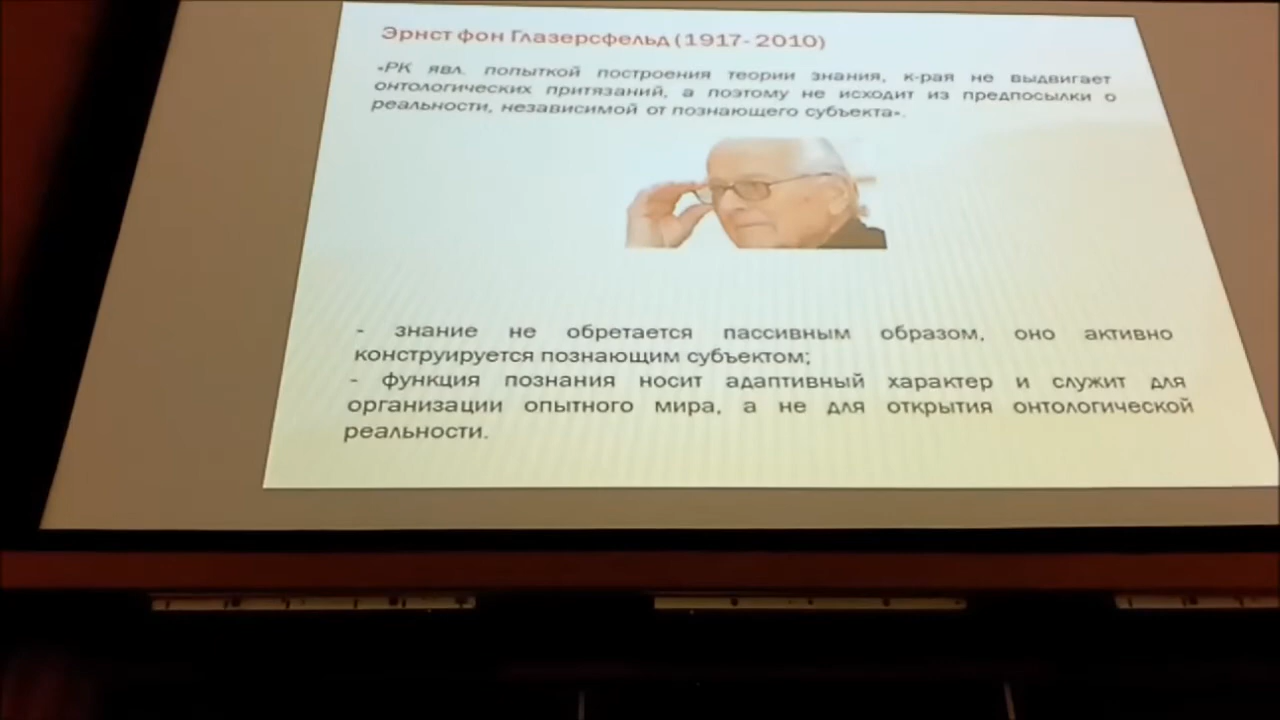 Эрнст фон Глазерсфельд (1917- 2010)
«РК явл. попыткой построения теории знания, к-рая не выдвигает
онтологических притязаний, а поэтому не исходит из предпосылки о
реальности, независимой от познающего субъекта».
- знание не обретается пассивным образом, оно активно
конструируется познающим субъектом;
- функция познания носит адаптивный характер и служит для
организации опытного мира, а не для открытия онтологической
реальности.